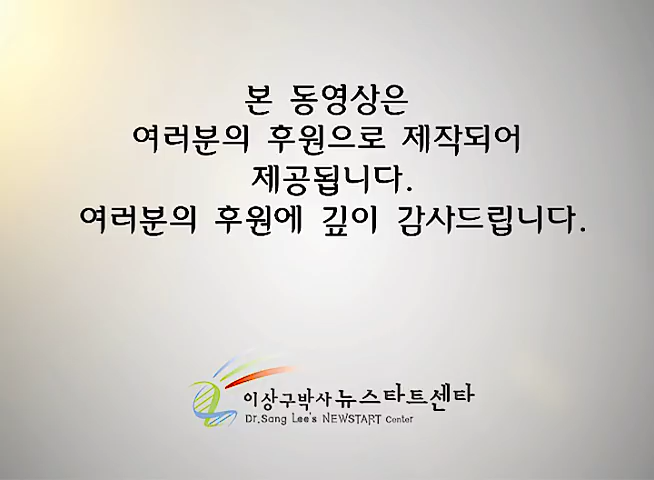 본 동영상은
여러분의 후원으로 제작되어
제공됩니다.
여러분의 후원에 깊이 감사드립니다.
이상구박사 뉴스타트센타
Dr.Sang Lee's NEWSTART Center